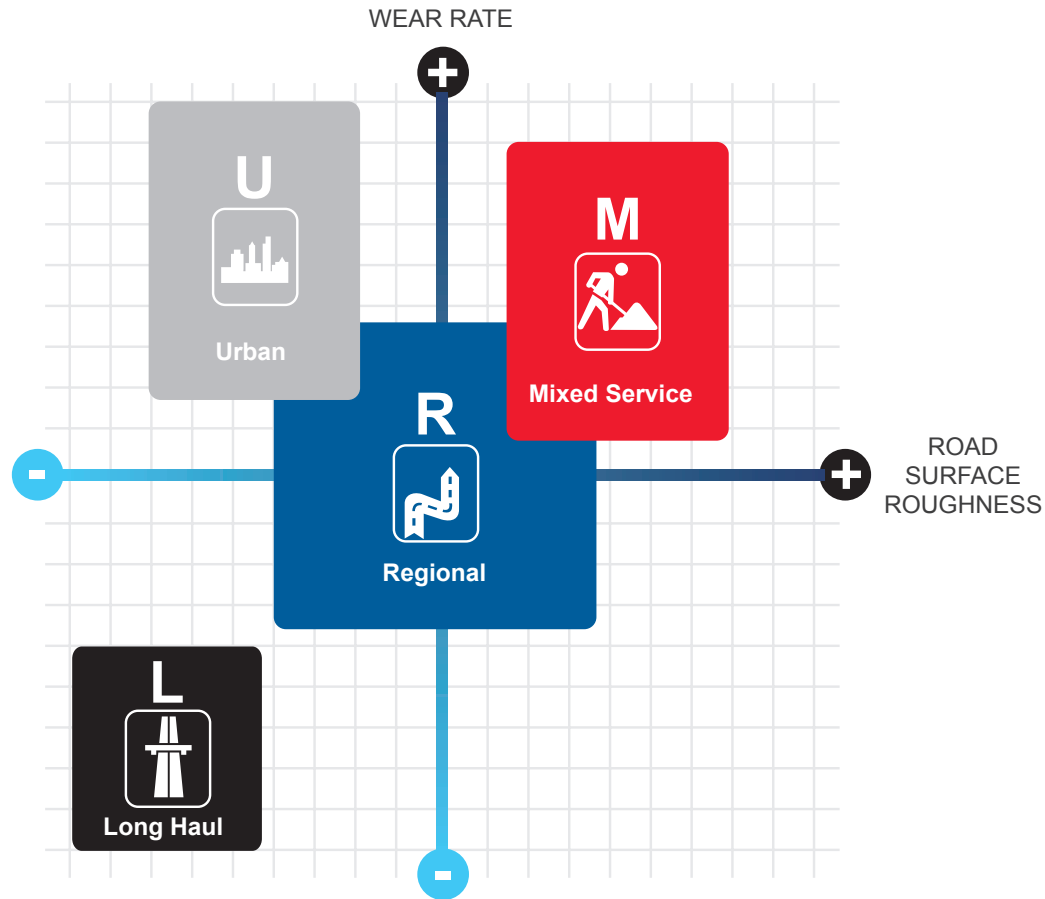 WEAR RATE
+
U
Urban
M
Mixed Service
R
Regional
-
+
ROAD
SURFACE
ROUGHNESS
L
Long Haul
-